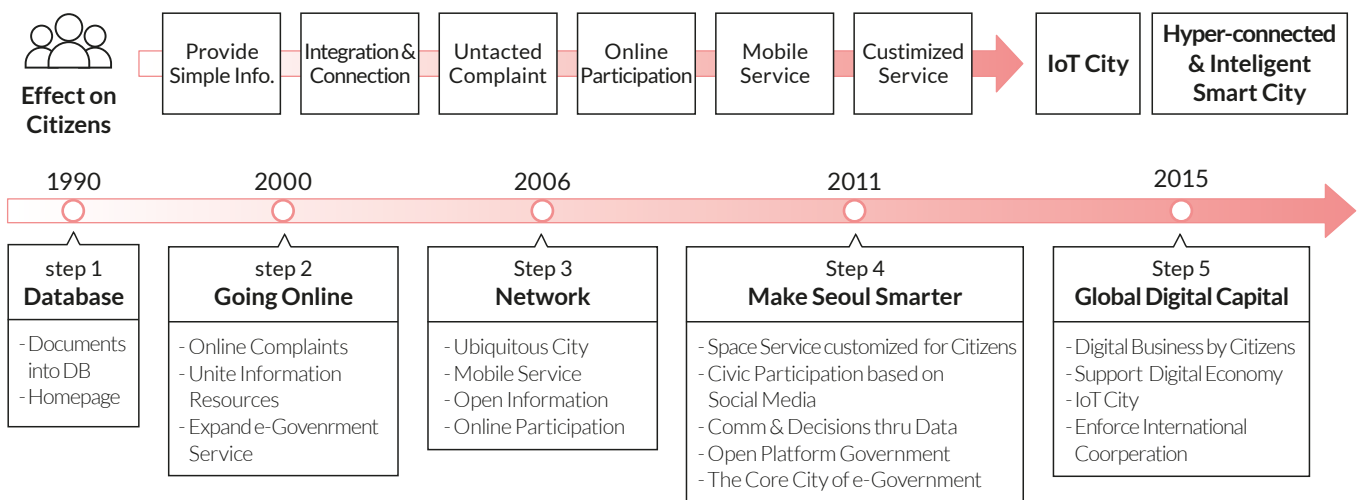 Effect on
Citizens
Provide
Simple Info.
Integration &
Connection
Untacted
Complaint
Online
Participation
Mobile
Service
Custimized
Service
IoT City
Hyper-connected
& Inteligent
Smart City
1990
2000
2006
2011
2015
step 1
Database
- Documents
into DB
- Homepage
step 2
Going Online
- Online Complaints
- Unite Information
Resources
- Expand e-Govenrment
Service
Step 3
Network
- Ubiquitous City
- Mobile Service
- Open Information
- Online Participation
Step 4
Make Seoul Smarter
- Space Service customized for Citizens
- Civic Participation based on
Social Media
- Comm & Decisions thru Data
- Open Platform Government
- The Core City of e-Government
Step 5
Global Digital Capital
- Digital Business by Citizens
- Support Digital Economy
- IoT City
- Enforce International
Coorperation